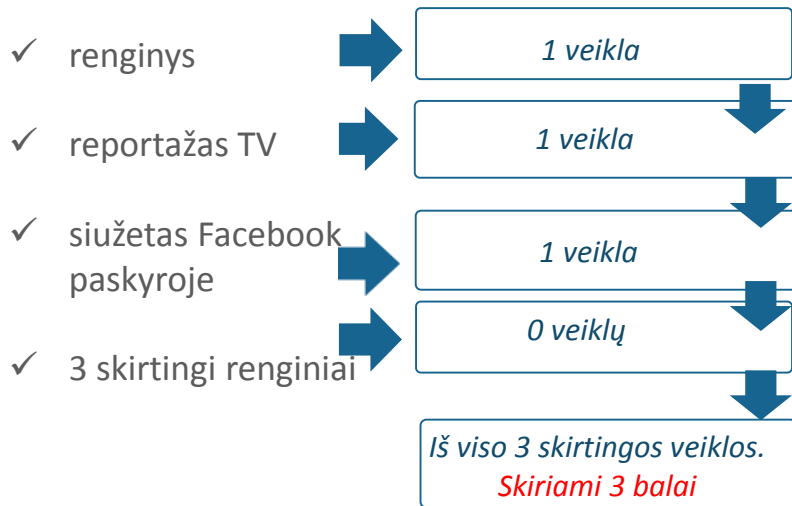 renginys
1 veikla
reportažas TV
1 veikla
siužetas Facebook
paskyroje
1 veikla
0 veiklų
3 skirtingi renginiai
Iš viso 3 skirtingos veiklos.
Skiriami 3 balai